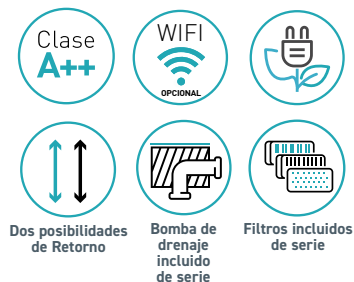 Clase
A++
WIFI
OPCIONAL
Dos posibilidades
de Retorno
Bomba de
drenaje
incluido
de serie
Filtros incluidos
de serie